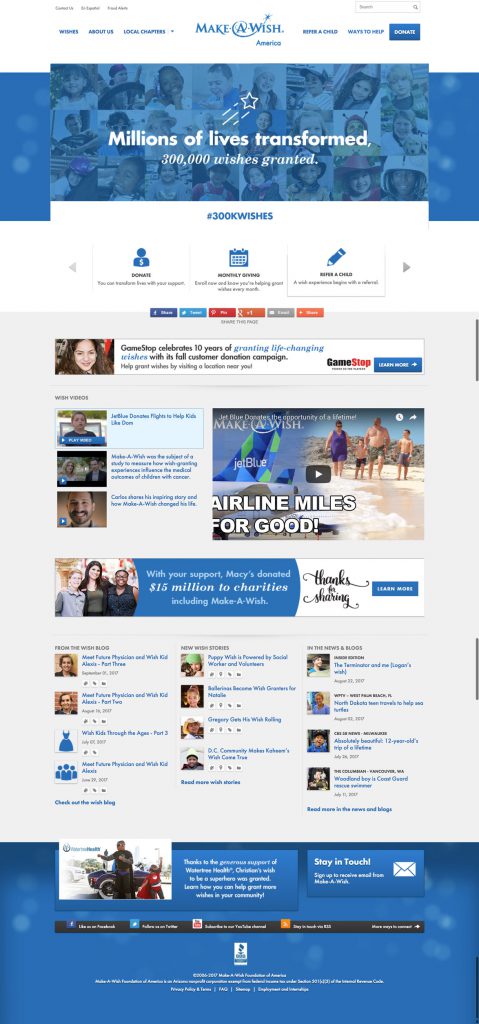 Contact Us
En Español
Fraud Alerts
Search
WISHES
ABOUT US
LOCAL CHAPTERS
MAKE-A-WISH®
America
REFER A CHILD
WAYS TO HELP
DONATE
Millions of lives transformed,
300,000 wishes granted.
#300KWISHES
DONATE
You can transform lives with your support.
MONTHLY GIVING
Enroll now and know you're helping grant
wishes every month.
REFER A CHILD
A wish experience begins with a referral.
Share
Tweet
Pin
+1
Email
Share
SHARE THIS PAGE
GameStop celebrates 10 years of granting life-changing
wishes with its fall customer donation campaign.
Help grant wishes by visiting a location near you!
GameStop
POWER TO THE PLAYERS
LEARN MORE
WISH VIDEOS
PLAY VIDEO
JetBlue Donates Flights to Help Kids
Like Dom
Make-A-Wish was the subject of a
study to measure how wish-granting
experiences influence the medical
outcomes of children with cancer.
Carlos shares his inspiring story and
how Make-A-Wish changed his life.
Jet Blue Donates the opportunity of a lifetime!
MAKE-A-WISH.
jetBlue
AIRLINE MILES
FOR GOOD!
With your support, Macy's donated
$15 million to charities
including Make-A-Wish.
thanks
for
sharing
LEARN MORE
FROM THE WISH BLOG
Meet Future Physician and Wish Kid
Alexis - Part Three
September 01, 2017
Meet Future Physician and Wish Kid
Alexis - Part Two
August 16, 2017
Wish Kids Through the Ages - Part 3
July 07, 2017
Meet Future Physician and Wish Kid
Alexis
June 22, 2017
Check out the wish blog
NEW WISH STORIES
Puppy Wish is Powered by Social
Worker and Volunteers
Ballerinas Become Wish Granters for
Natalie
Gregory Gets His Wish Rolling
D.C. Community Makes Kaheem's
Wish Come True
Read more wish stories
IN THE NEWS & BLOGS
INSIDE EDITION
The Terminator and me (Logan's
wish)
August 22, 2017
WPTV - WEST PALM BEACH, FL
North Dakota teen travels to help sea
turtles
August 02, 2017
CBS 58 NEWS - MILWAUKEE
Absolutely beautiful: 12-year-old's
trip of a lifetime
July 26, 2017
THE COLUMBIAN - VANCOUVER, WA
Woodland boy is Coast Guard
rescue swimmer
July 11, 2017
Read more in the news and blogs
WatertreeHealth
Thanks to the generous support of
Watertree Health®, Christian's wish
to be a superhero was granted.
Learn how you can help grant more
wishes in your community!
Stay in Touch!
Sign up to receive email from
Make-A-Wish.
Like us on Facebook
Follow us on Twitter
Subscribe to our YouTube channel
Stay in touch via RSS
More ways to connect
©2006-2017 Make-A-Wish Foundation of America
Make-A-Wish Foundation of America is an Arizona nonprofit corporation exempt from federal income tax under Section 501(c)(3) of the Internal Revenue Code.
Privacy Policy & Terms | FAQ | Sitemap | Employment and Internships